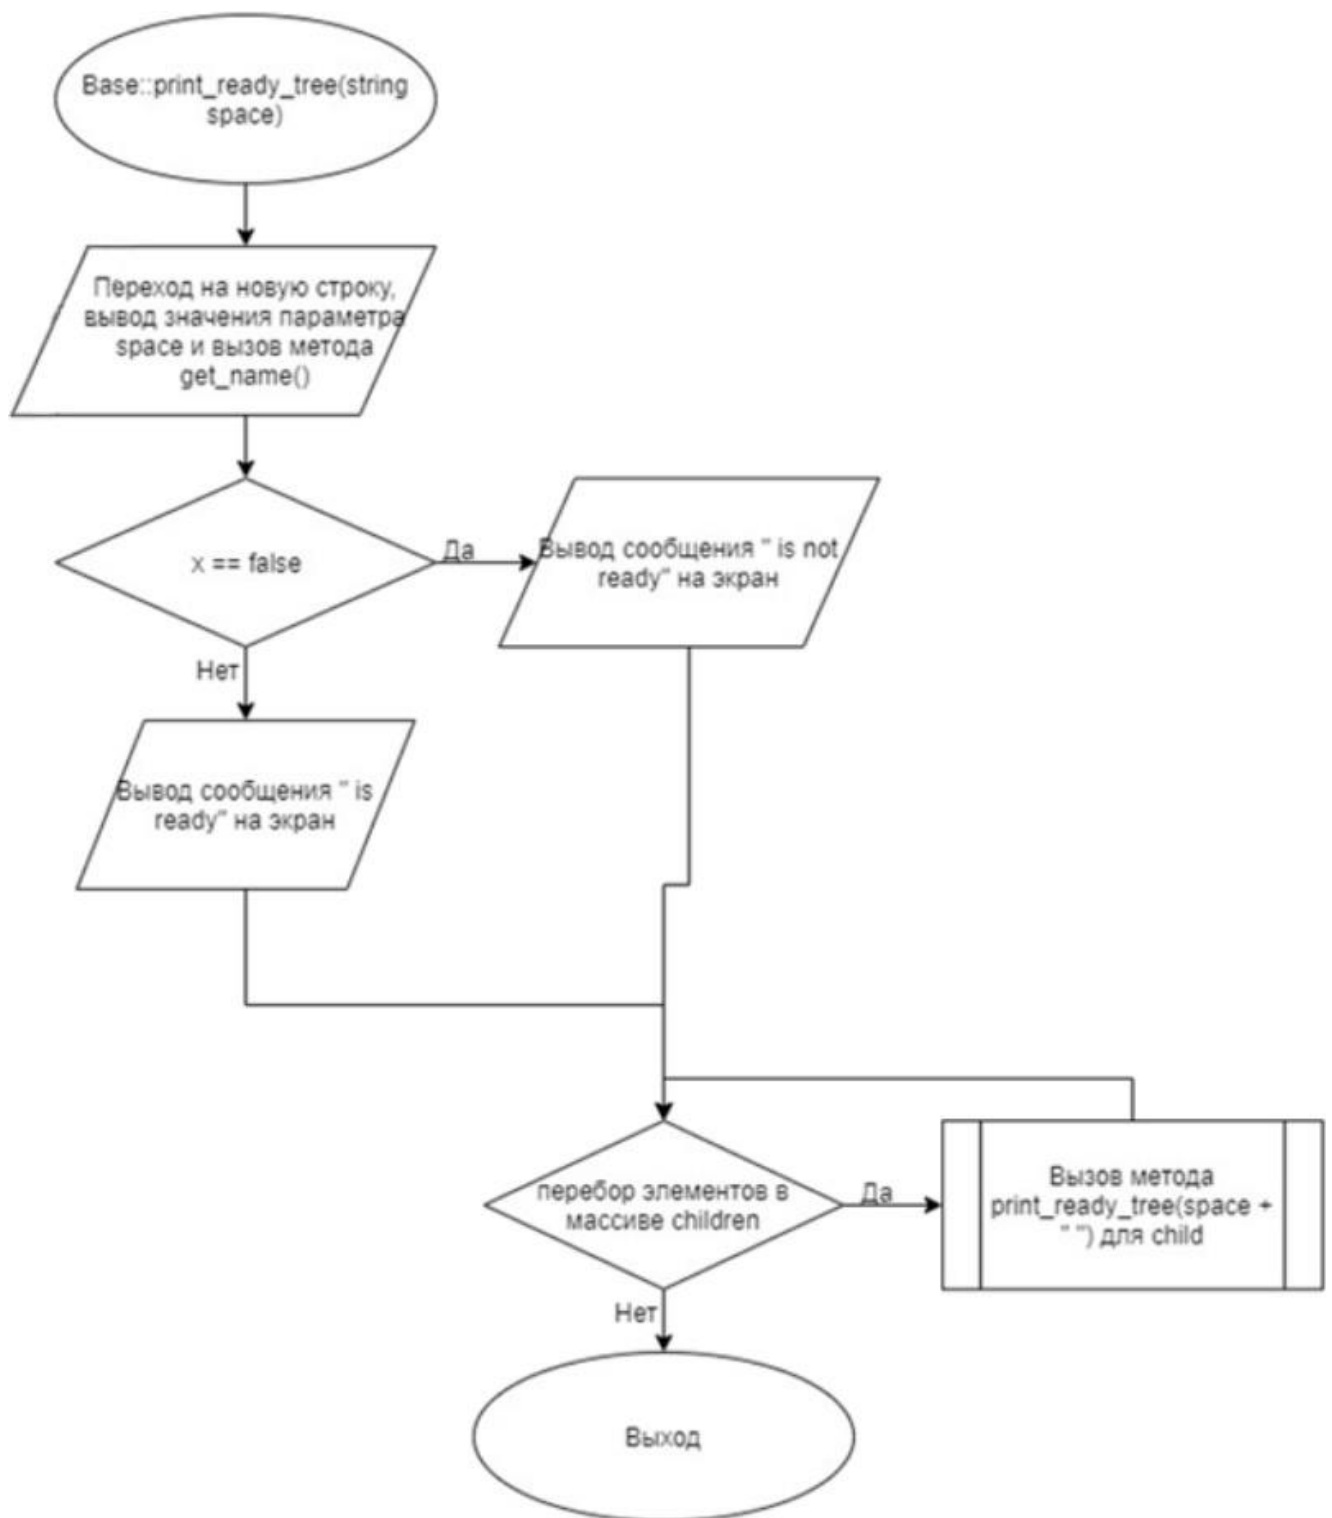 Base::print_ready_tree(string
space)
Переход на новую строку,
вывод значения параметра
space и вызов метода
get_name()
x == false
Да
Вывод сообщения " is not
ready" на экран
Нет
Вывод сообщения " is
ready" на экран
перебор элементов в
массиве children
Да
Вызов метода
print_ready_tree(space +
" ") для child
Нет
Выход